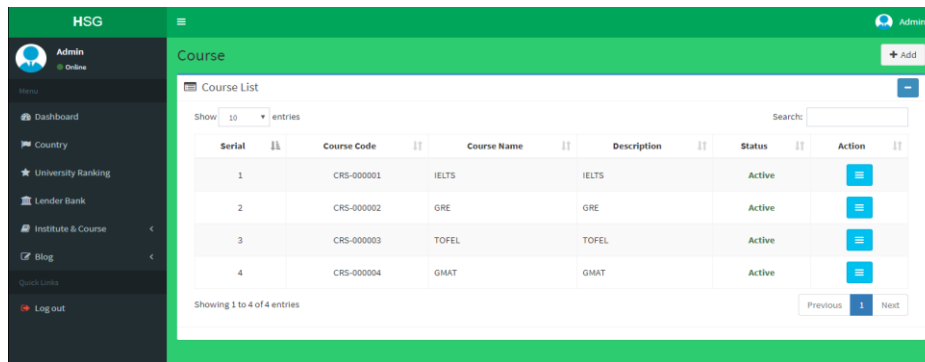 HSG
Admin
Admin
Online
Course
+ Add
Menu
Course List
Dashboard
Show 10 entries
Search:
Country
Serial Course Code Course Name Description Status Action
University Ranking
1 CRS-000001 IELTS IELTS Active
Lender Bank
2 CRS-000002 GRE GRE Active
Institute & Course
3 CRS-000003 TOFEL TOFEL Active
Blog
4 CRS-000004 GMAT GMAT Active
Quick Links
Showing 1 to 4 of 4 entries
Previous 1 Next
Log out